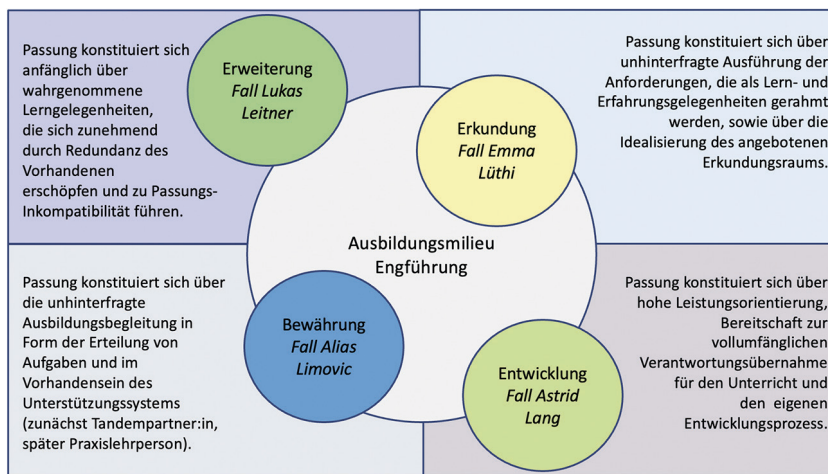 Passung konstituiert sich
anfänglich über
wahrgenommene
Lerngelegenheiten,
die sich zunehmend
durch Redundanz des
Vorhandenen
erschöpfen und zu Passungs-
Inkompatibilität führen.
Erweiterung
Fall Lukas
Leitner
Erkundung
Fall Emma
Lüthi
Passung konstituiert sich über
unhinterfragte Ausführung der
Anforderungen, die als Lern- und
Erfahrungsgelegenheiten gerahmt
werden, sowie über die
Idealisierung des angebotenen
Erkundungsraums.
Ausbildungsmilieu
Engführung
Passung konstituiert sich über
die unhinterfragte
Ausbildungsbegleitung in
Form der Erteilung von
Aufgaben und im
Vorhandensein des
Unterstützungssystems
(zunächst Tandempartner:in,
später Praxislehrperson).
Bewährung
Fall Alias
Limovic
Entwicklung
Fall Astrid
Lang
Passung konstituiert sich über
hohe Leistungsorientierung,
Bereitschaft zur
vollumfänglichen
Verantwortungsübernahme
für den Unterricht und
den eigenen
Entwicklungsprozess.